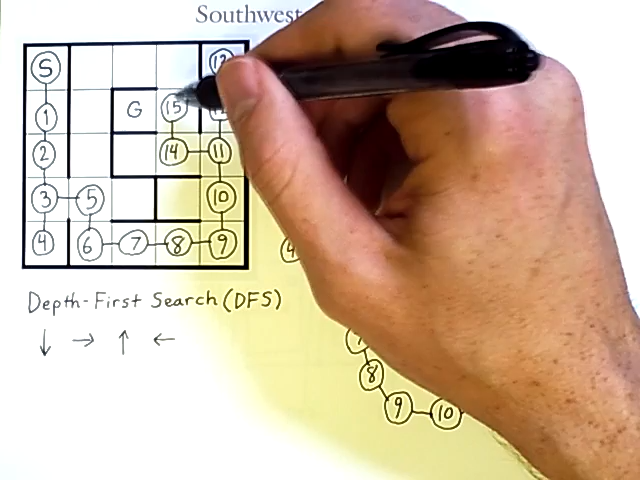 Southwest
S
1 G 15
2 14 11
3 5 10
4 6 7 8 9
Depth-First Search (DFS)
↓ → ↑ ←
8
9 10